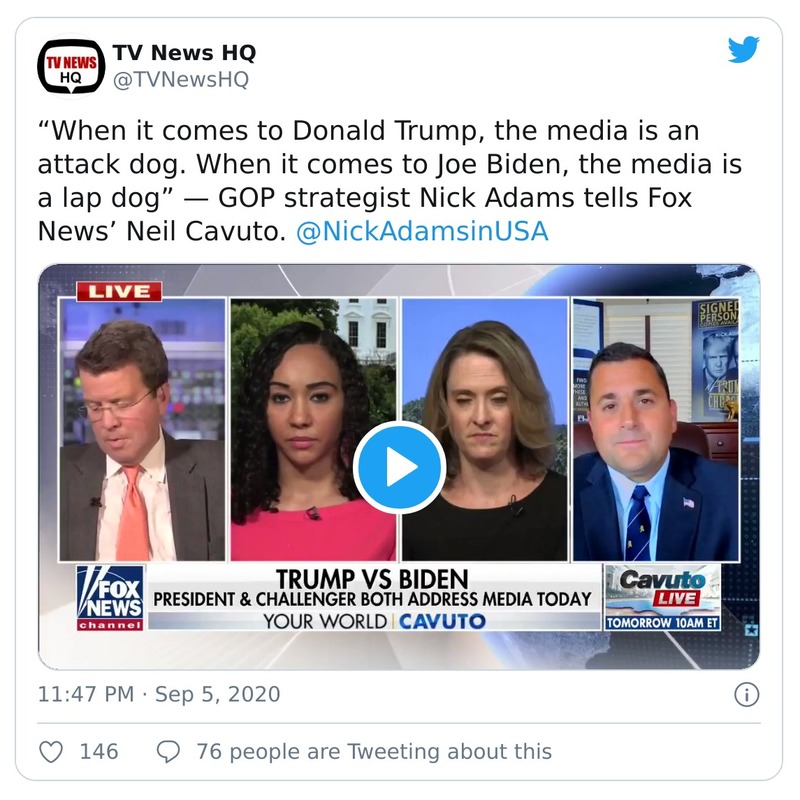 TV NEWS
HQ
TV News HQ
@TVNewsHQ
“When it comes to Donald Trump, the media is an
attack dog. When it comes to Joe Biden, the media is
a lap dog” — GOP strategist Nick Adams tells Fox
News’ Neil Cavuto. @NickAdamsinUSA
LIVE
SIGNED
PERSON
TRUMP VS BIDEN
PRESIDENT & CHALLENGER BOTH ADDRESS MEDIA TODAY
YOUR WORLD | CAVUTO
FOX
NEWS
channel
Cavuto
LIVE
TOMORROW 10AM ET
11:47 PM · Sep 5, 2020
146
76 people are Tweeting about this